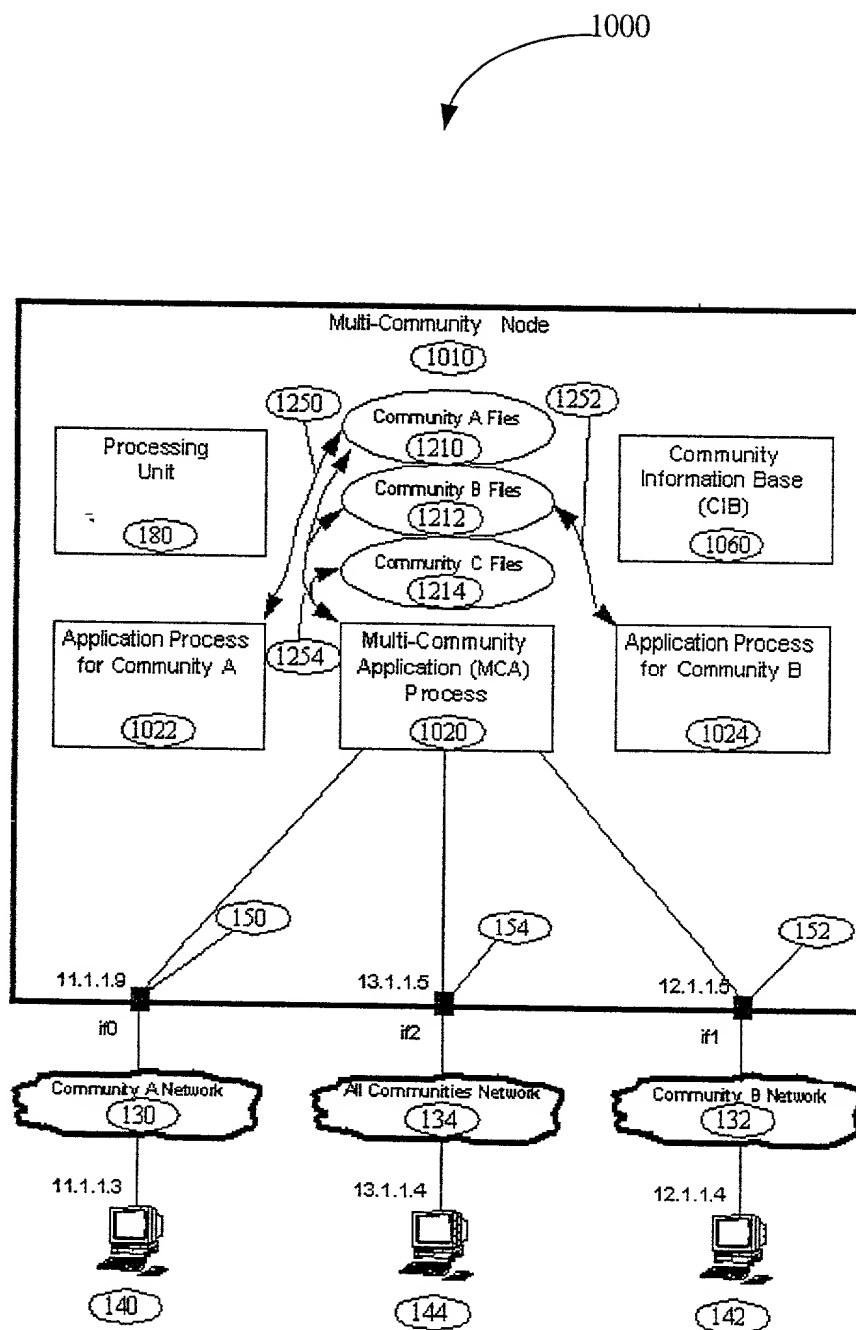 1000
Multi-Community Node
1010
1250
1252
Community A Files
1210
Processing
Unit
180
Community B Files
1212
Community
Information Base
(CIB)
1060
Community C Files
1214
Application Process
for Community A
1022
1254
Multi-Community
Application (MCA)
Process
1020
Application Process
for Community B
1024
150
154
152
11.1.1.9
13.1.1.5
12.1.1.5
if0
if2
if1
Community A Network
130
All Communities Network
134
Community B Network
132
11.1.1.3
13.1.1.4
12.1.1.4
140
144
142